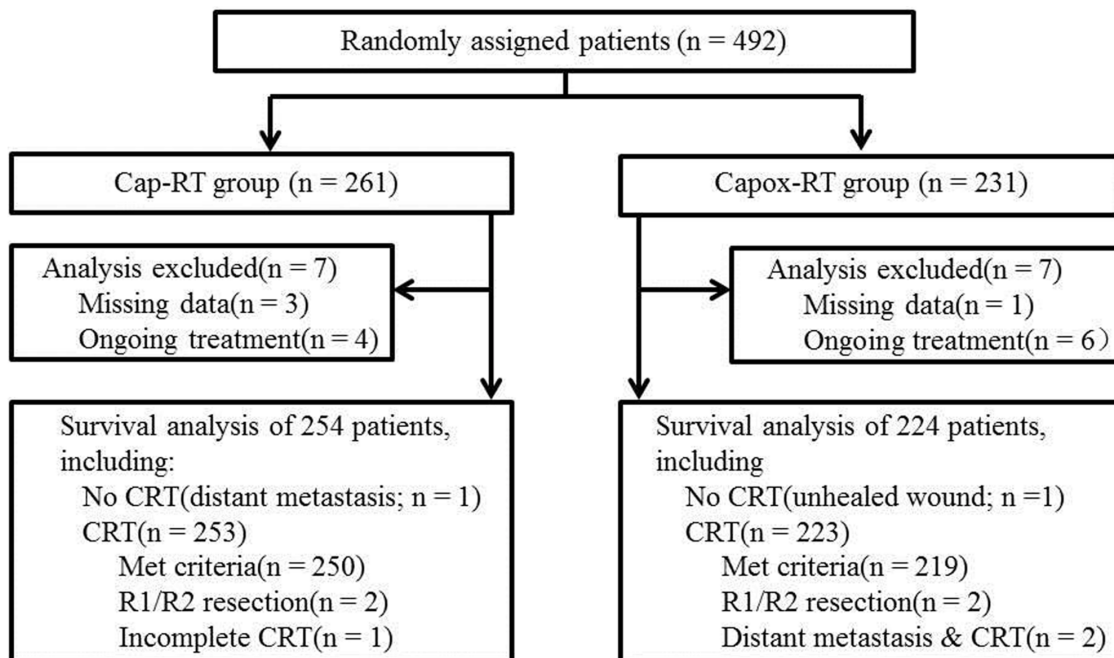 Randomly assigned patients (n = 492)
Cap-RT group (n = 261)
Capox-RT group (n = 231)
Analysis excluded(n = 7)
Missing data(n = 3)
Ongoing treatment(n = 4)
Analysis excluded(n = 7)
Missing data(n = 1)
Ongoing treatment(n = 6）
Survival analysis of 254 patients,
including:
No CRT(distant metastasis; n = 1)
CRT(n = 253)
Met criteria(n = 250)
R1/R2 resection(n = 2)
Incomplete CRT(n = 1)
Survival analysis of 224 patients,
including
No CRT(unhealed wound; n =1)
CRT(n = 223)
Met criteria(n = 219)
R1/R2 resection(n = 2)
Distant metastasis & CRT(n = 2)